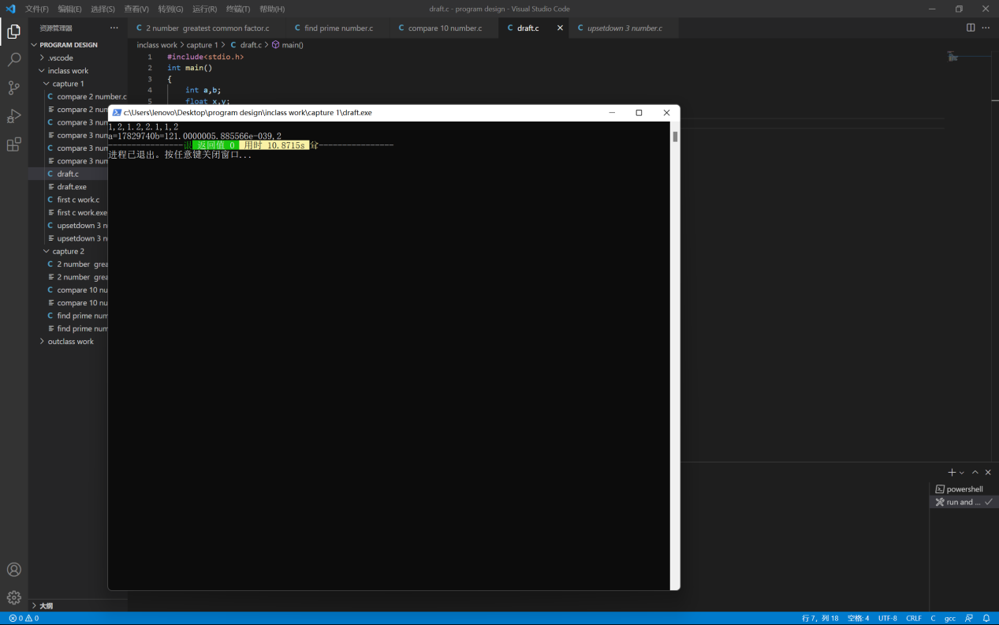 文件(F) 编辑(E) 选择(S) 查看(V) 转到(G) 运行(R) 终端(T) 帮助(H)
draft.c - program design - Visual Studio Code
资源管理器
2 number greatest common factor.c
find prime number.c
compare 10 number.c
draft.c
upsetdown 3 number.c
inclass work > capture 1 > C draft.c > main()
PROGRAM DESIGN
.vscode
inclass work
capture 1
compare 2 number.c
compare 2 num
compare 3 num
compare 3 num
compare 3 num
compare 3 num
draft.c
draft.exe
first c work.c
first c work.exe
upsetdown 3 n
upsetdown 3 n
capture 2
2 number grea
2 number grea
compare 10 nu
compare 10 nu
find prime num
find prime num
outclass work
大纲
1 #include<stdio.h>
2 int main()
3 {
4 int a,b;
5 float x,y;
c:\Users\lenovo\Desktop\program design\inclass work\capture 1\draft.exe
1,2,1.2,2.1,1,2
a=17829740b=121.0000005.885566e-039,2
返回值 0 用时 10.8715s
进程已退出。按任意键关闭窗口...
powershell
run and ...
0 0
行 7，列 18 空格: 4 UTF-8 CRLF C gcc